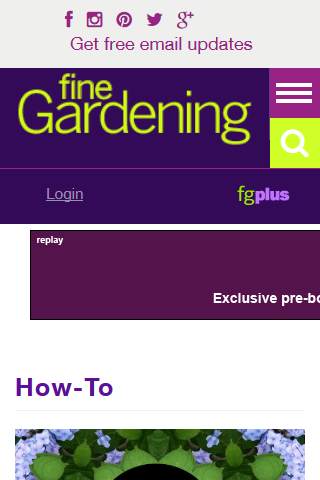 Get free email updates
fine
Gardening
Login
fgplus
replay
Exclusive pre-bo
How-To